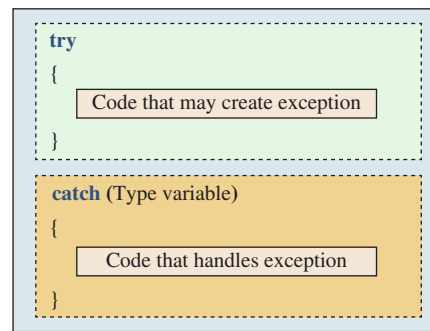 try
{
Code that may create exception
}
catch (Type variable)
{
Code that handles exception
}